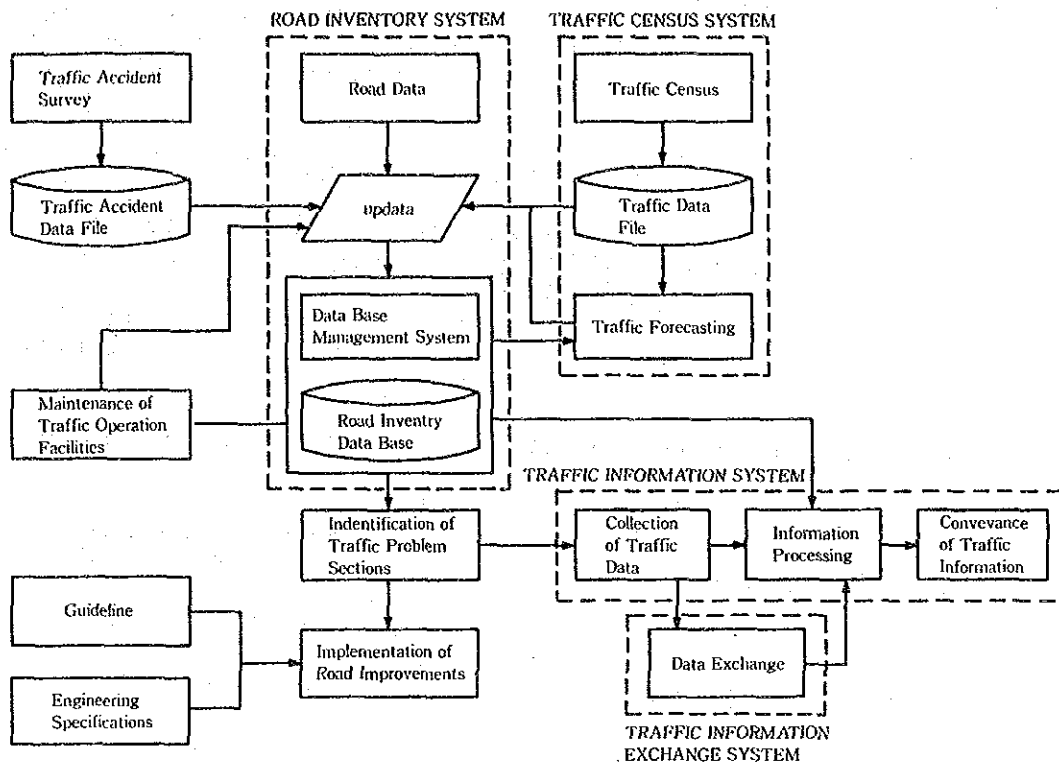 ROAD INVENTORY SYSTEM
TRAFFIC CENSUS SYSTEM
Traffic Accident
Survey
Road Data
Traffic Census
Traffic Accident
Data File
updata
Traffic Data
File
Data Base
Management System
Traffic Forecasting
Maintenance of
Traffic Operation
Facilities
Road Inventry
Data Base
TRAFFIC INFORMATION SYSTEM
Indentification of
Traffic Problem
Sections
Collection
of Traffic
Data
Information
Processing
Convevance
of Traffic
Information
Guideline
Implementation of
Road Improvements
Data Exchange
Engineering
Specifications
TRAFFIC INFORMATION
EXCHANGE SYSTEM